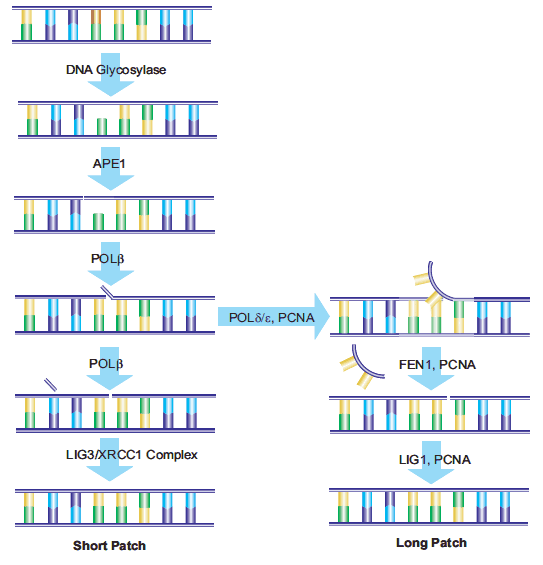 DNA Glycosylase
APE1
POLβ
POLδ/ε, PCNA
POLβ
FEN1, PCNA
LIG3/XRCC1 Complex
LIG1, PCNA
Short Patch
Long Patch